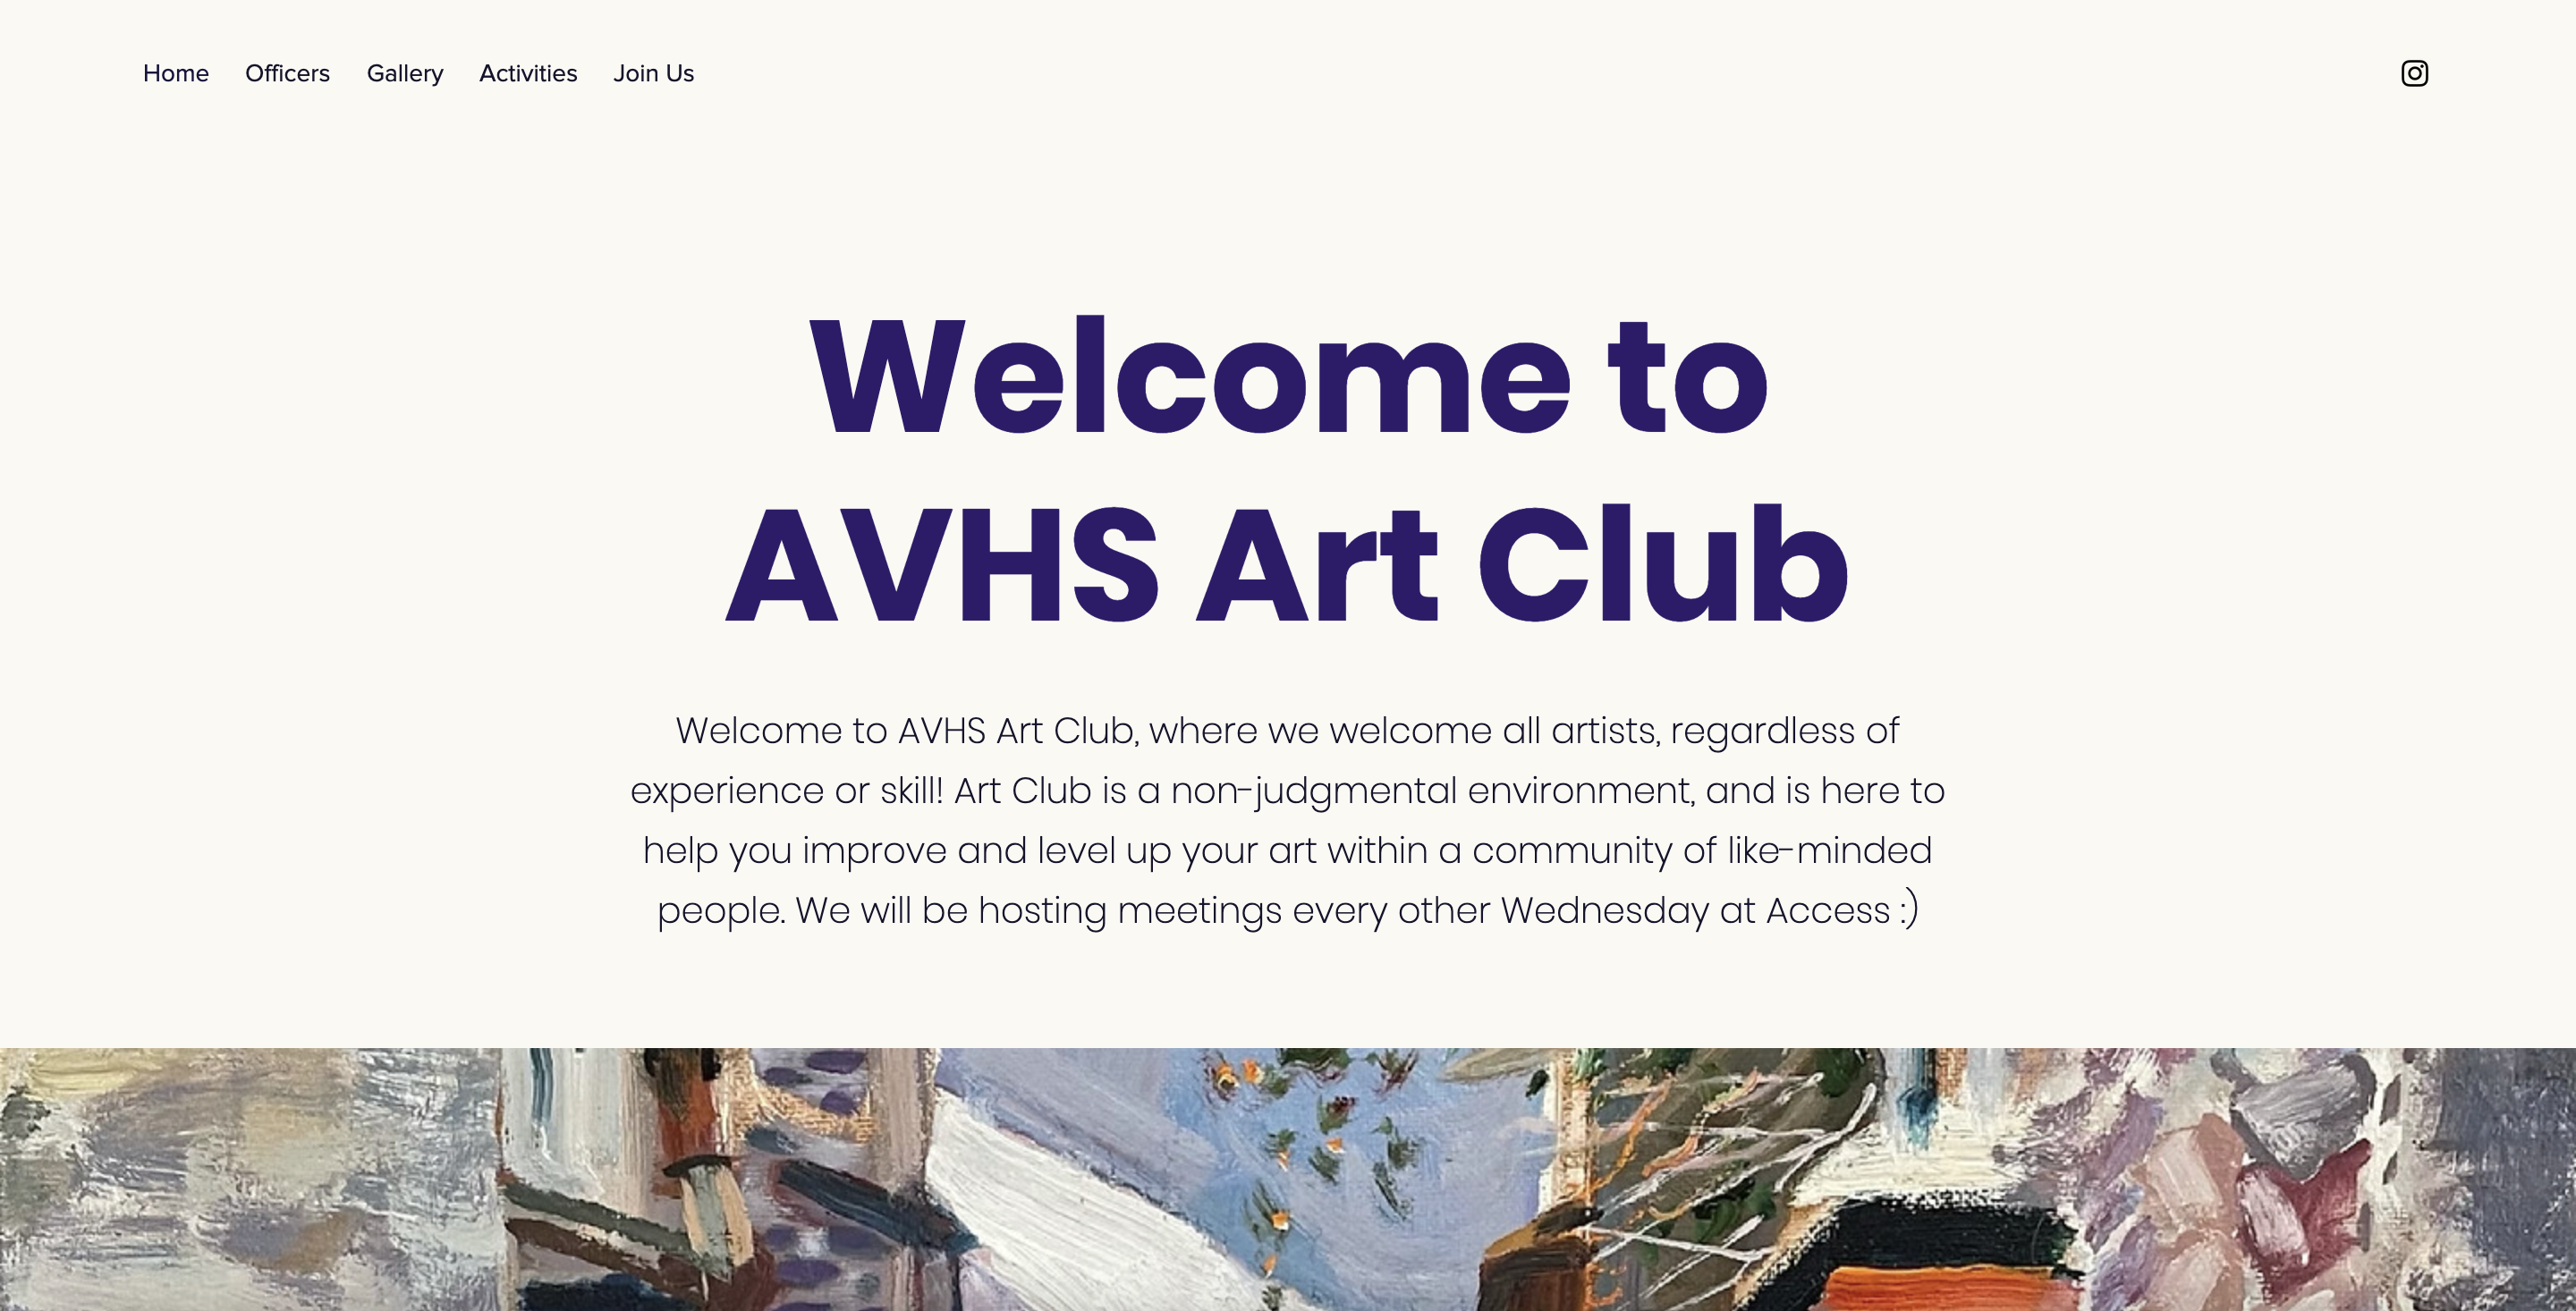 Home Officers Gallery Activities Join Us
Welcome to
AVHS Art Club
Welcome to AVHS Art Club, where we welcome all artists, regardless of
experience or skill! Art Club is a non-judgmental environment, and is here to
help you improve and level up your art within a community of like-minded
people. We will be hosting meetings every other Wednesday at Access :)